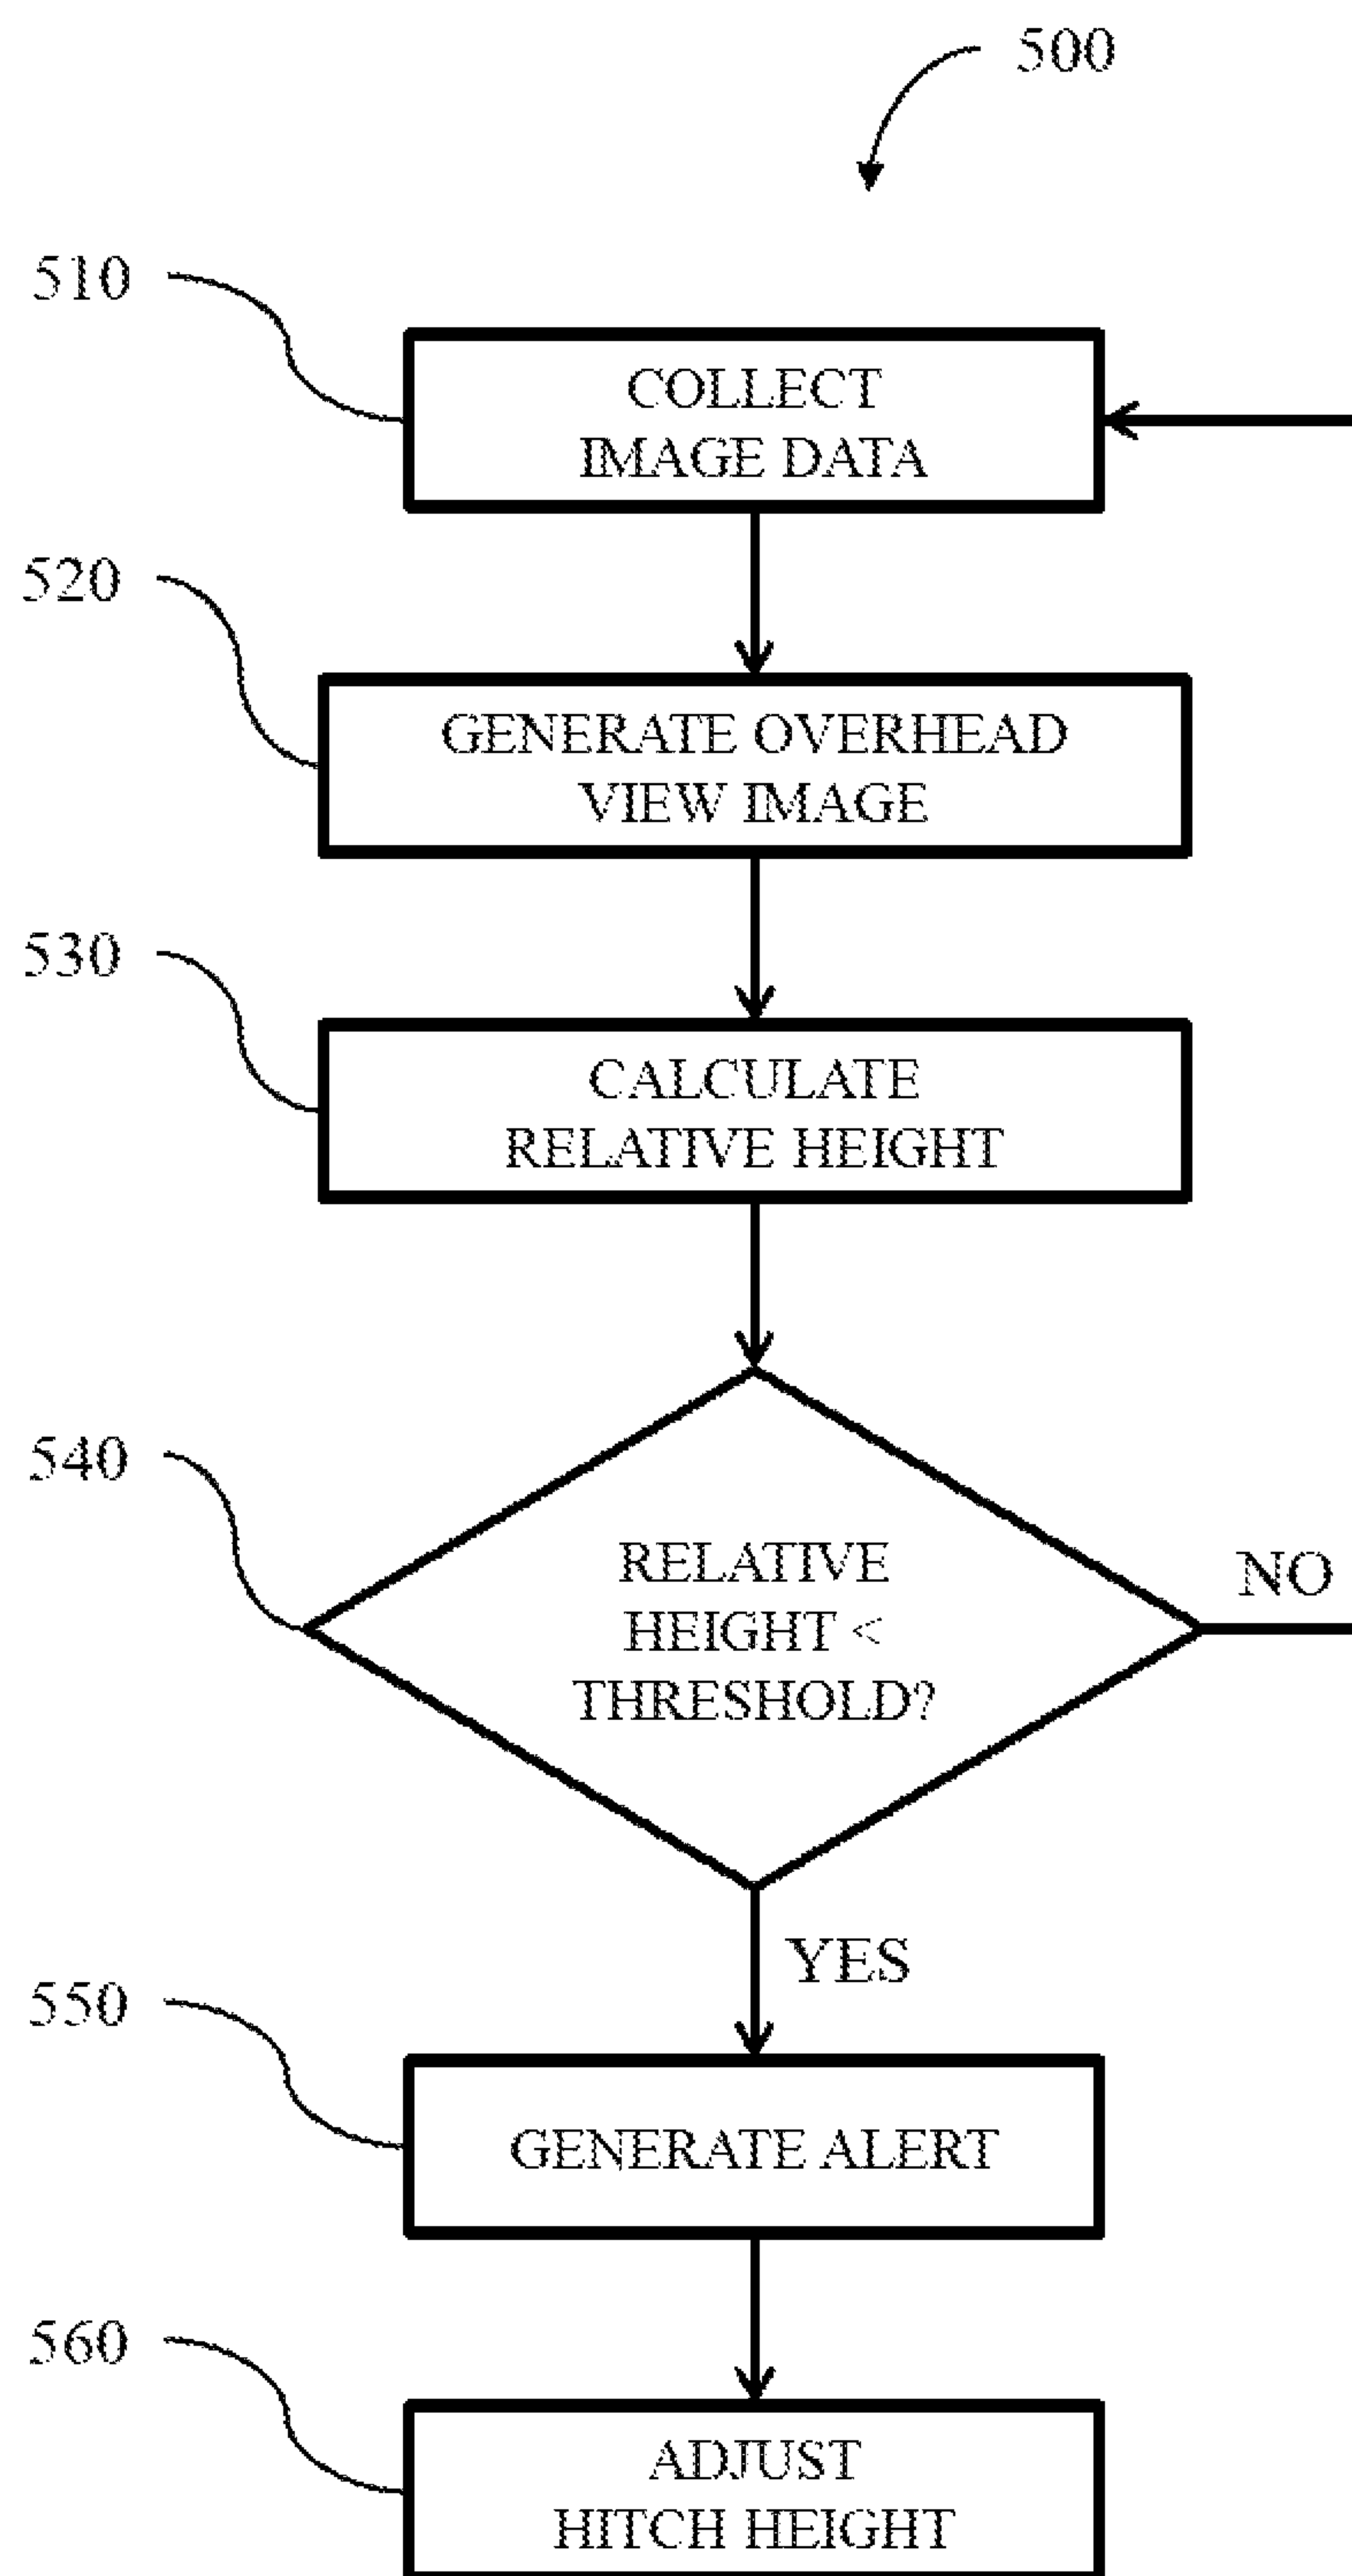 500
510
COLLECT
IMAGE DATA
520
GENERATE OVERHEAD
VIEW IMAGE
530
CALCULATE
RELATIVE HEIGHT
540
RELATIVE
HEIGHT <
THRESHOLD?
NO
YES
550
GENERATE ALERT
560
ADJUST
HITCH HEIGHT